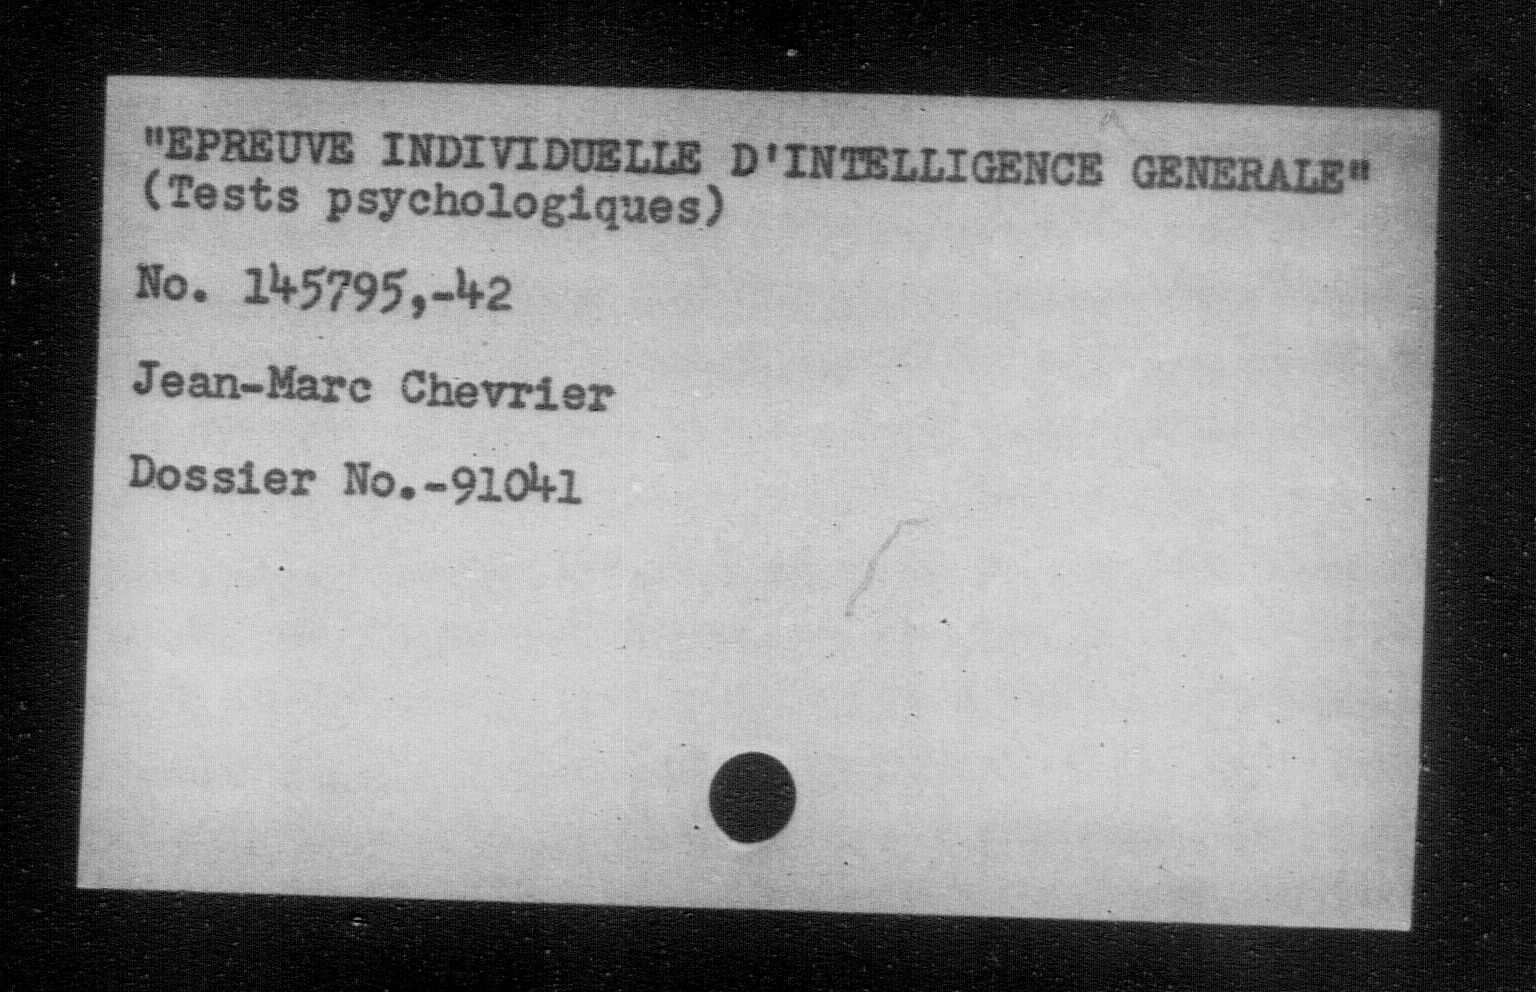 "EPREUVE INDIVIDUELLE D'INTELLIGENCE GENERALE"
(Tests psychologiques)
No. 145795,-42
Jean-Marc Chevrier
Dossier No.-91041